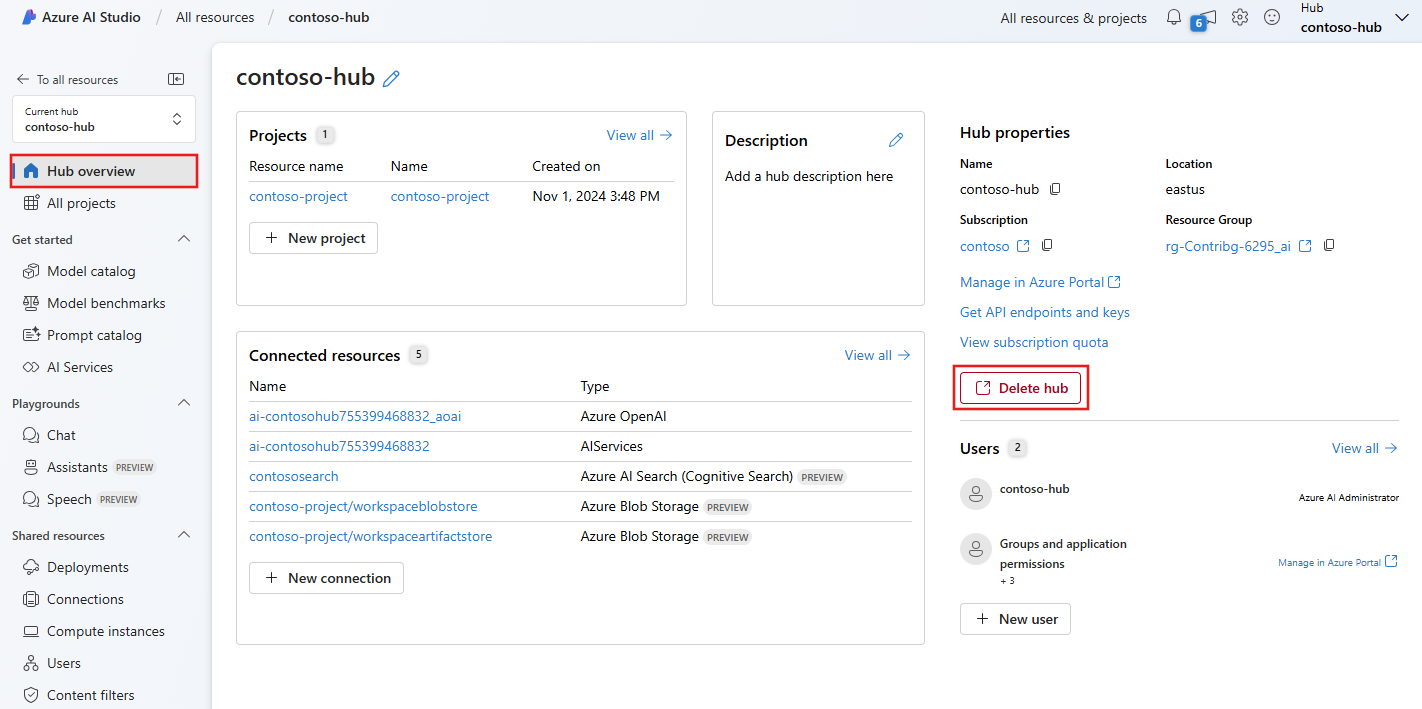 Azure AI Studio / All resources / contoso-hub
All resources & projects
6
Hub
contoso-hub
To all resources
Current hub
contoso-hub
Hub overview
All projects
Get started
Model catalog
Model benchmarks
Prompt catalog
AI Services
Playgrounds
Chat
Assistants PREVIEW
Speech PREVIEW
Shared resources
Deployments
Connections
Compute instances
Users
Content filters
contoso-hub
Projects 1 View all
Resource name Name Created on
contoso-project contoso-project Nov 1, 2024 3:48 PM
New project
Description
Add a hub description here
Connected resources 5 View all
Name Type
ai-contosohub755399468832_aoai Azure OpenAI
ai-contosohub755399468832 AIServices
contososearch Azure AI Search (Cognitive Search) PREVIEW
contoso-project/workspaceblobstore Azure Blob Storage PREVIEW
contoso-project/workspaceartifactstore Azure Blob Storage PREVIEW
New connection
Hub properties
Name Location
contoso-hub eastus
Subscription Resource Group
contoso rg-Contribg-6295_ai
Manage in Azure Portal
Get API endpoints and keys
View subscription quota
Delete hub
Users 2 View all
contoso-hub
Azure AI Administrator
Groups and application
permissions
+ 3
Manage in Azure Portal
New user